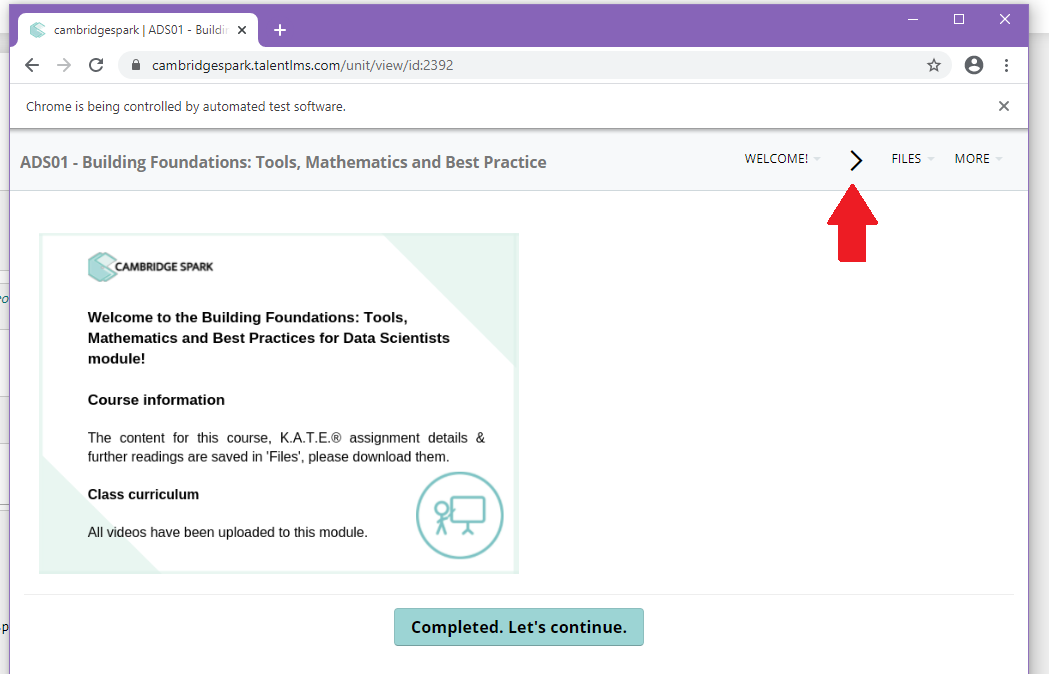 cambridgespark | ADS01 - Buildin
cambridgespark.talentlms.com/unit/view/id:2392
Chrome is being controlled by automated test software.
ADS01 - Building Foundations: Tools, Mathematics and Best Practice
WELCOME!
FILES
MORE
CAMBRIDGE SPARK
Welcome to the Building Foundations: Tools,
Mathematics and Best Practices for Data Scientists
module!
Course information
The content for this course, K.A.T.E.® assignment details &
further readings are saved in 'Files', please download them.
Class curriculum
All videos have been uploaded to this module.
Completed. Let's continue.